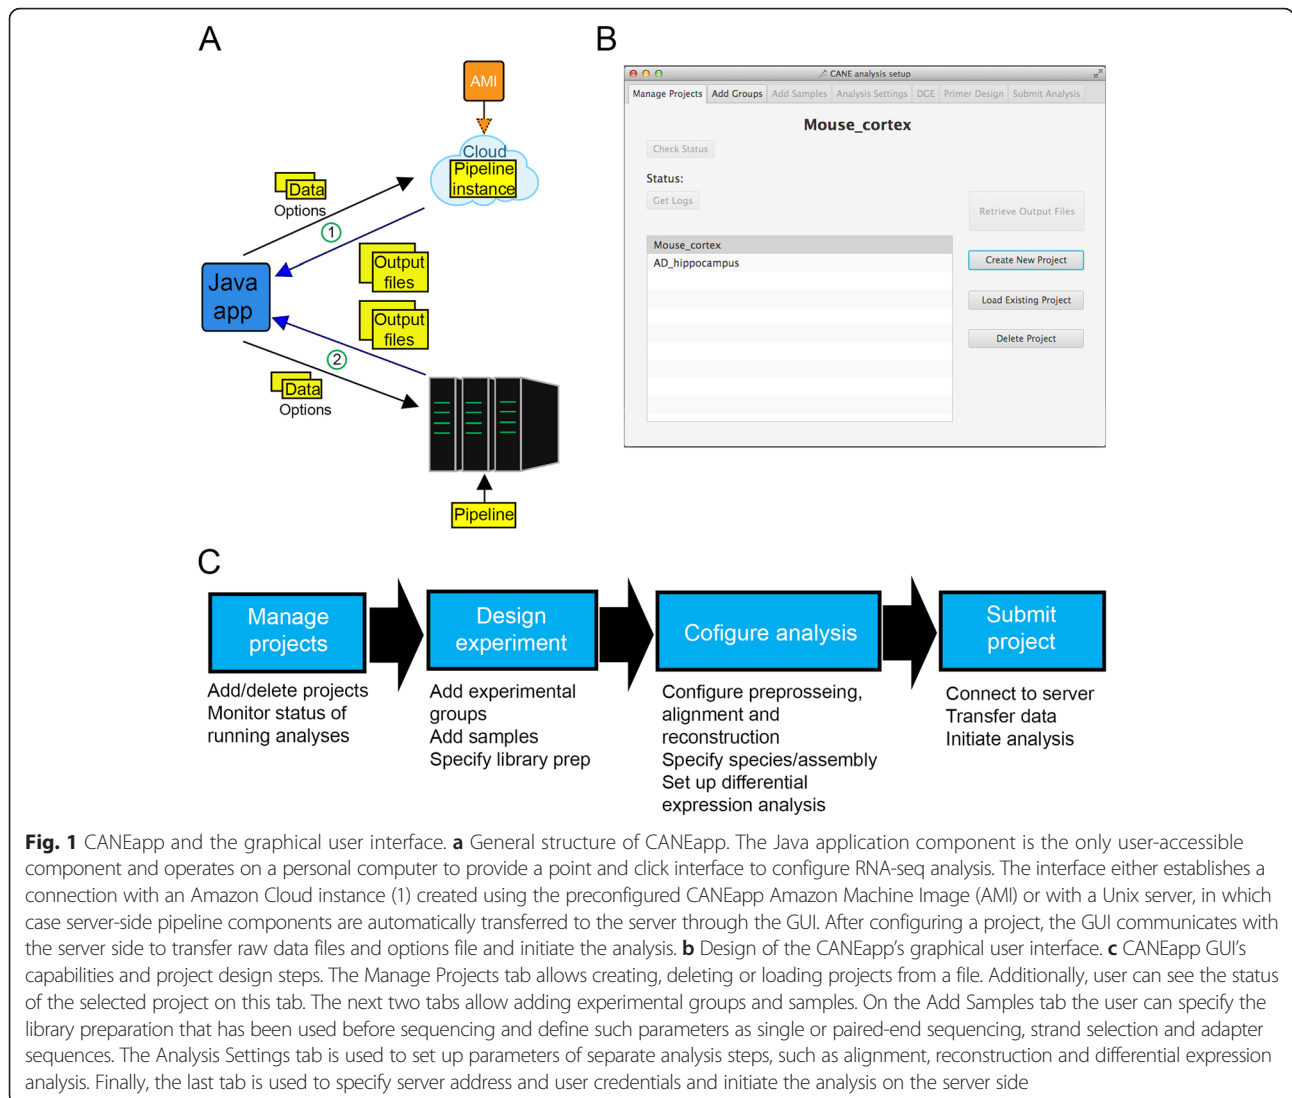 A
AMI
Cloud
Pipeline
instance
Data
Options
1
Output
files
Java
app
Output
files
2
Data
Options
Pipeline
B
CANE analysis setup
Manage Projects Add Groups Add Samples Analysis Settings DGE Primer Design Submit Analysis
Mouse_cortex
Check Status
Status:
Get Logs
Retrieve Output Files
Mouse_cortex
AD_hippocampus
Create New Project
Load Existing Project
Delete Project
C
Manage
projects
Add/delete projects
Monitor status of
running analyses
Design
experiment
Add experimental
groups
Add samples
Specify library prep
Cofigure analysis
Configure preprosseing,
alignment and
reconstruction
Specify species/assembly
Set up differential
expression analysis
Submit
project
Connect to server
Transfer data
Initiate analysis
Fig. 1 CANEapp and the graphical user interface. a General structure of CANEapp. The Java application component is the only user-accessible
component and operates on a personal computer to provide a point and click interface to configure RNA-seq analysis. The interface either establishes a
connection with an Amazon Cloud instance (1) created using the preconfigured CANEapp Amazon Machine Image (AMI) or with a Unix server, in which
case server-side pipeline components are automatically transferred to the server through the GUI. After configuring a project, the GUI communicates with
the server side to transfer raw data files and options file and initiate the analysis. b Design of the CANEapp's graphical user interface. c CANEapp GUI's
capabilities and project design steps. The Manage Projects tab allows creating, deleting or loading projects from a file. Additionally, user can see the status
of the selected project on this tab. The next two tabs allow adding experimental groups and samples. On the Add Samples tab the user can specify the
library preparation that has been used before sequencing and define such parameters as single or paired-end sequencing, strand selection and adapter
sequences. The Analysis Settings tab is used to set up parameters of separate analysis steps, such as alignment, reconstruction and differential expression
analysis. Finally, the last tab is used to specify server address and user credentials and initiate the analysis on the server side